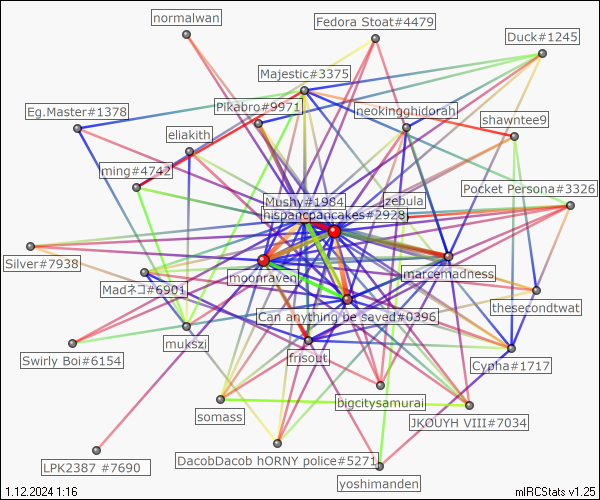 normalwan
Fedora Stoat#4479
Duck#1245
Majestic#3375
Eg.Master#1378
Pikabro#9971
neokingghidorah
shawntee9
eliakith
ming#4742
Pocket Persona#3326
Mushy#1984
zebula
hispancpancakes#2928
Silver#7938
moonraven
marcemadness
Madネコ#6901
thesecondtwat
Can anything be saved#0396
mukszi
frisout
Swirly Boi#6154
Cypha#1717
bigcitysamurai
somass
JKOUYH VIII#7034
LPK2387 #7690
DacobDacob hORNY police#5271
yoshimanden
1.12.2024 1:16
mIRCStats v1.25